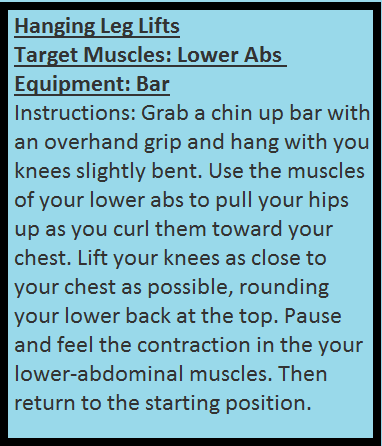 Hanging Leg Lifts
Target Muscles: Lower Abs
Equipment: Bar
Instructions: Grab a chin up bar with
an overhand grip and hang with you
knees slightly bent. Use the muscles
of your lower abs to pull your hips
up as you curl them toward your
chest. Lift your knees as close to
your chest as possible, rounding
your lower back at the top. Pause
and feel the contraction in the your
lower-abdominal muscles. Then
return to the starting position.